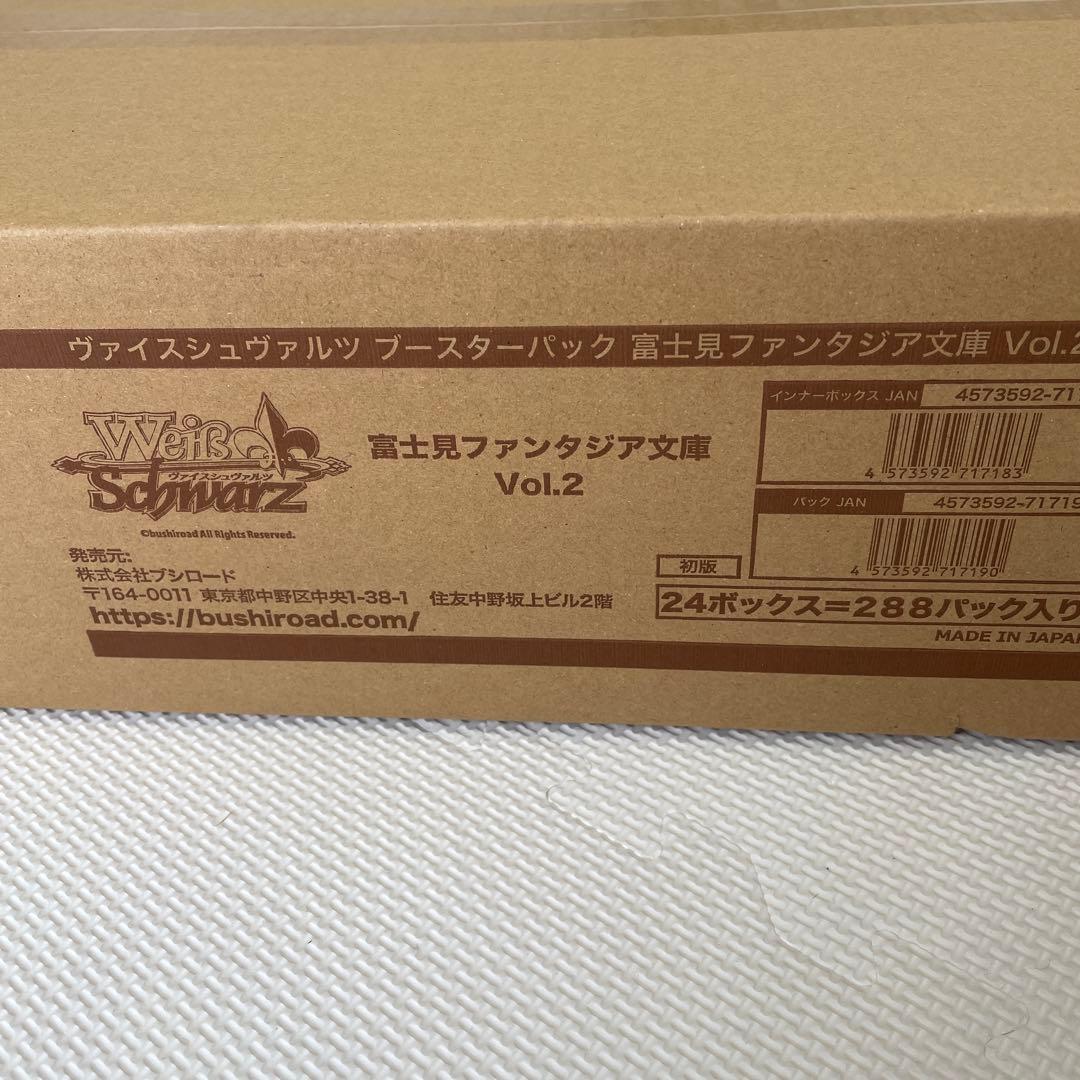 ヴァイスシュヴァルツ ブースターパック 富士見ファンタジア文庫 Vol.2
Weiß Schwarz
ヴァイスシュヴァルツ
©bushiroad All Rights Reserved.
富士見ファンタジア文庫
Vol.2
発売元:
株式会社ブシロード
〒164-0011 東京都中野区中央1-38-1 住友中野坂上ビル2階
https://bushiroad.com/
インナーボックス JAN 4573592-717
4 573592 717183
パック JAN 4573592-71719
4 573592 717190
初版
24ボックス=288パック入り
MADE IN JAPAN